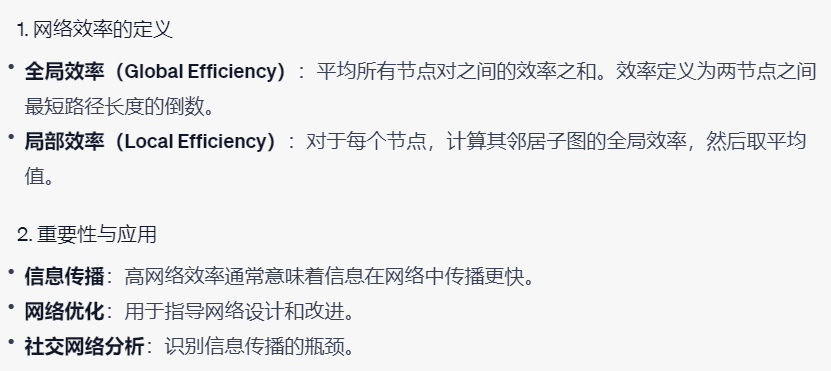 1. 网络效率的定义
• 全局效率（Global Efficiency）：平均所有节点对之间的效率之和。效率定义为两节点之间
最短路径长度的倒数。
• 局部效率（Local Efficiency）：对于每个节点，计算其邻居子图的全局效率，然后取平均
值。
2. 重要性与应用
• 信息传播：高网络效率通常意味着信息在网络中传播更快。
• 网络优化：用于指导网络设计和改进。
• 社交网络分析：识别信息传播的瓶颈。